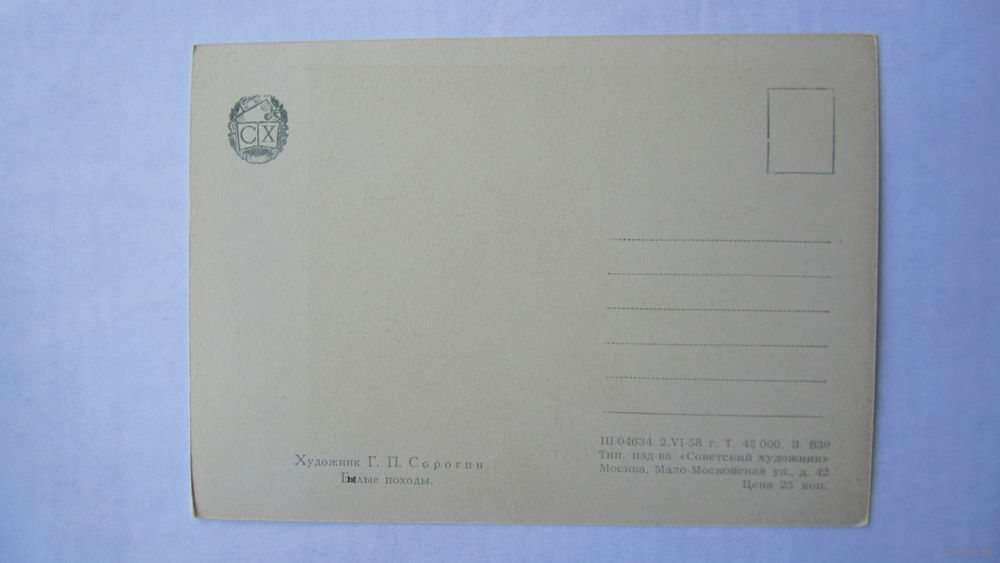 СХ
Художник Г. П. Сорогин
Былые походы.
Ш 04634 2.VI-58 г. Т. 45 000. З. 839
Тип. изд-ва «Советский художник»
Москва, Мало-Московская ул., д. 42
Цена 25 коп.